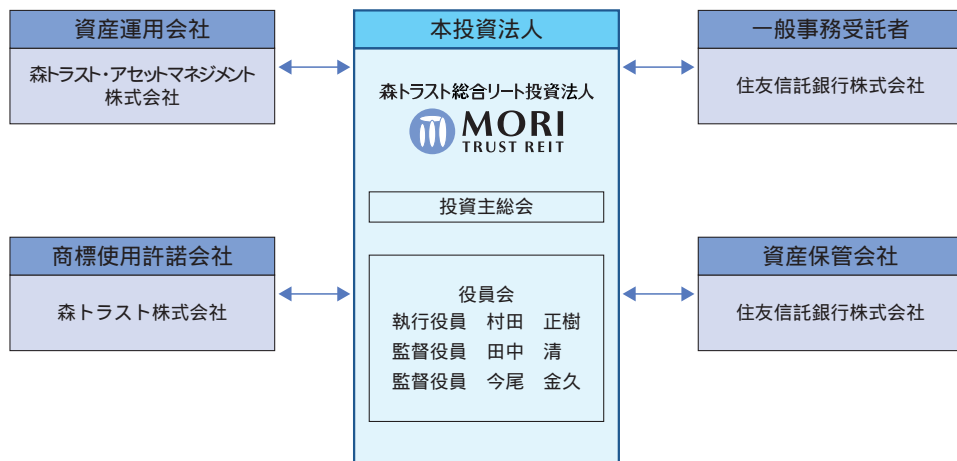 資産運用会社
森トラスト・アセットマネジメント
株式会社
商標使用許諾会社
森トラスト株式会社
本投資法人
森トラスト総合リート投資法人
MORI
TRUST REIT
投資主総会
役員会
執行役員 村田 正樹
監督役員 田中 清
監督役員 今尾 金久
一般事務受託者
住友信託銀行株式会社
資産保管会社
住友信託銀行株式会社